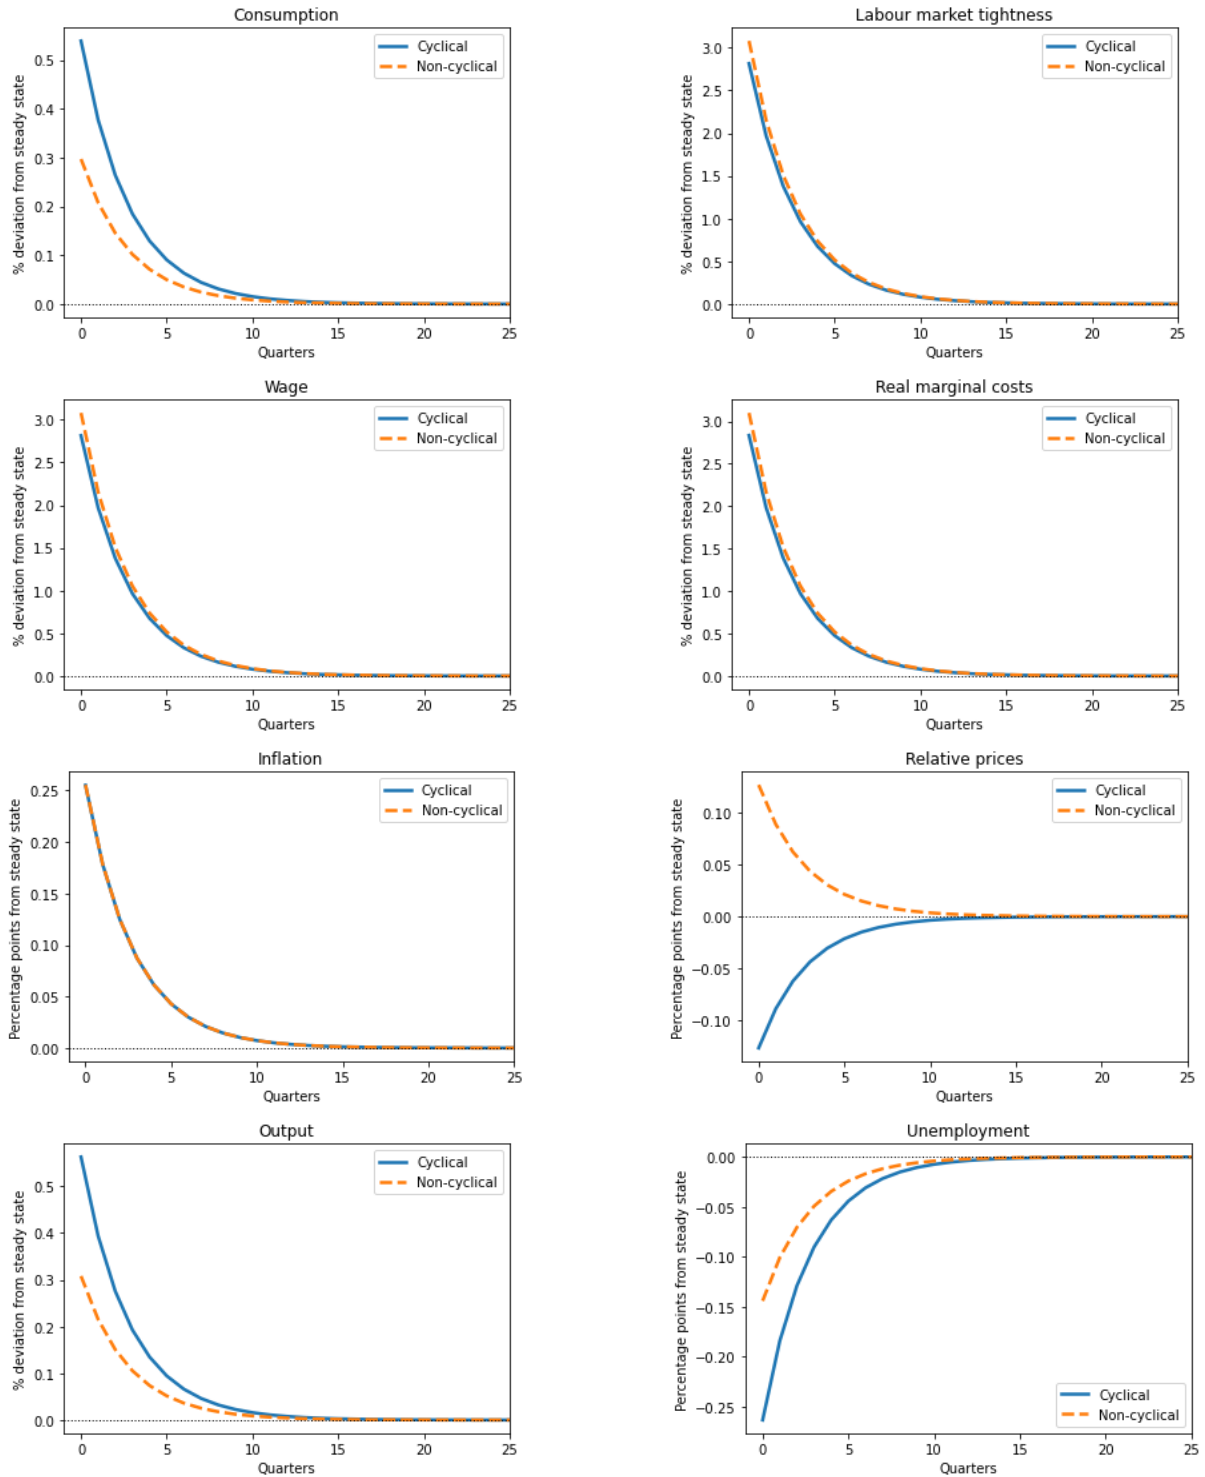 Consumption
% deviation from steady state
0.5
0.4
0.3
0.2
0.1
0.0
Cyclical
Non-cyclical
0 5 10 15 20 25
Quarters
Labour market tightness
% deviation from steady state
3.0
2.5
2.0
1.5
1.0
0.5
0.0
Cyclical
Non-cyclical
0 5 10 15 20 25
Quarters
Wage
% deviation from steady state
3.0
2.5
2.0
1.5
1.0
0.5
0.0
Cyclical
Non-cyclical
0 5 10 15 20 25
Quarters
Real marginal costs
% deviation from steady state
3.0
2.5
2.0
1.5
1.0
0.5
0.0
Cyclical
Non-cyclical
0 5 10 15 20 25
Quarters
Inflation
Percentage points from steady state
0.25
0.20
0.15
0.10
0.05
0.00
Cyclical
Non-cyclical
0 5 10 15 20 25
Quarters
Relative prices
Percentage points from steady state
0.10
0.05
0.00
−0.05
−0.10
Cyclical
Non-cyclical
0 5 10 15 20 25
Quarters
Output
% deviation from steady state
0.5
0.4
0.3
0.2
0.1
0.0
Cyclical
Non-cyclical
0 5 10 15 20 25
Quarters
Unemployment
Percentage points from steady state
0.00
−0.05
−0.10
−0.15
−0.20
−0.25
Cyclical
Non-cyclical
0 5 10 15 20 25
Quarters